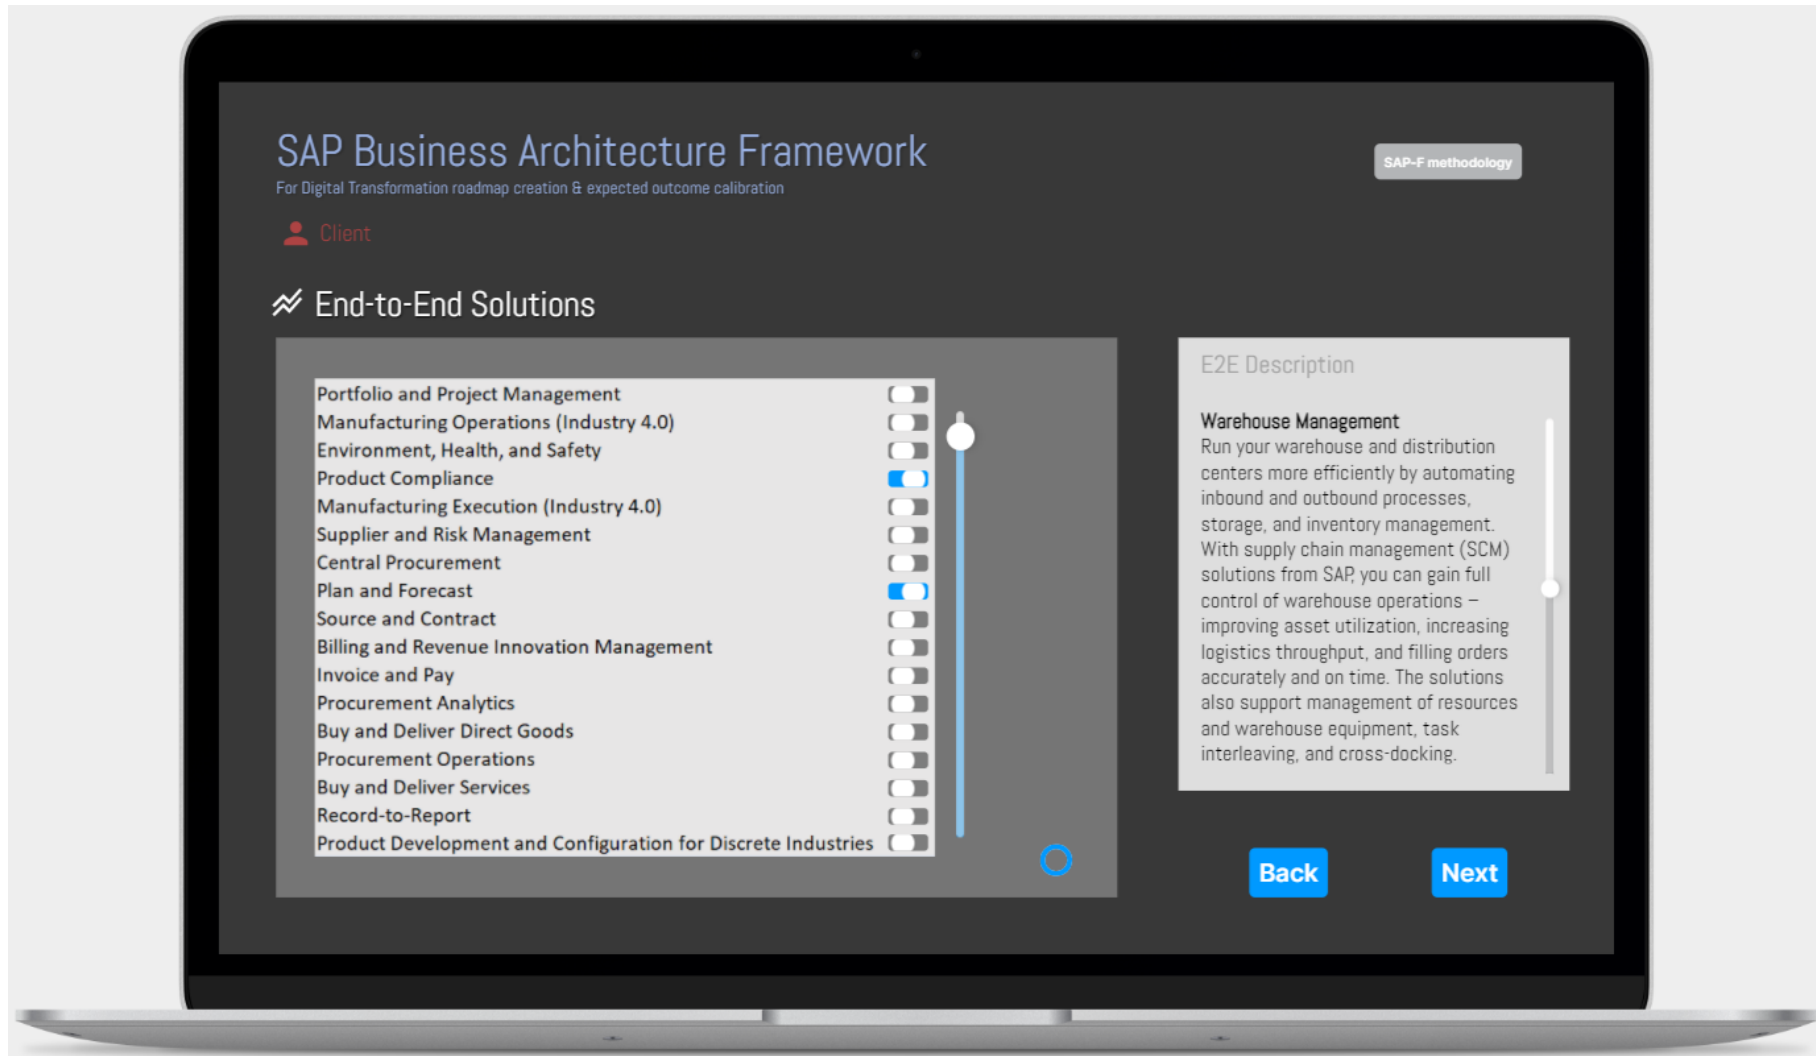 SAP Business Architecture Framework
For Digital Transformation roadmap creation & expected outcome calibration
SAP-F methodology
Client
End-to-End Solutions
Portfolio and Project Management
Manufacturing Operations (Industry 4.0)
Environment, Health, and Safety
Product Compliance
Manufacturing Execution (Industry 4.0)
Supplier and Risk Management
Central Procurement
Plan and Forecast
Source and Contract
Billing and Revenue Innovation Management
Invoice and Pay
Procurement Analytics
Buy and Deliver Direct Goods
Procurement Operations
Buy and Deliver Services
Record-to-Report
Product Development and Configuration for Discrete Industries
E2E Description
Warehouse Management
Run your warehouse and distribution
centers more efficiently by automating
inbound and outbound processes,
storage, and inventory management.
With supply chain management (SCM)
solutions from SAP, you can gain full
control of warehouse operations –
improving asset utilization, increasing
logistics throughput, and filling orders
accurately and on time. The solutions
also support management of resources
and warehouse equipment, task
interleaving, and cross-docking.
Back
Next